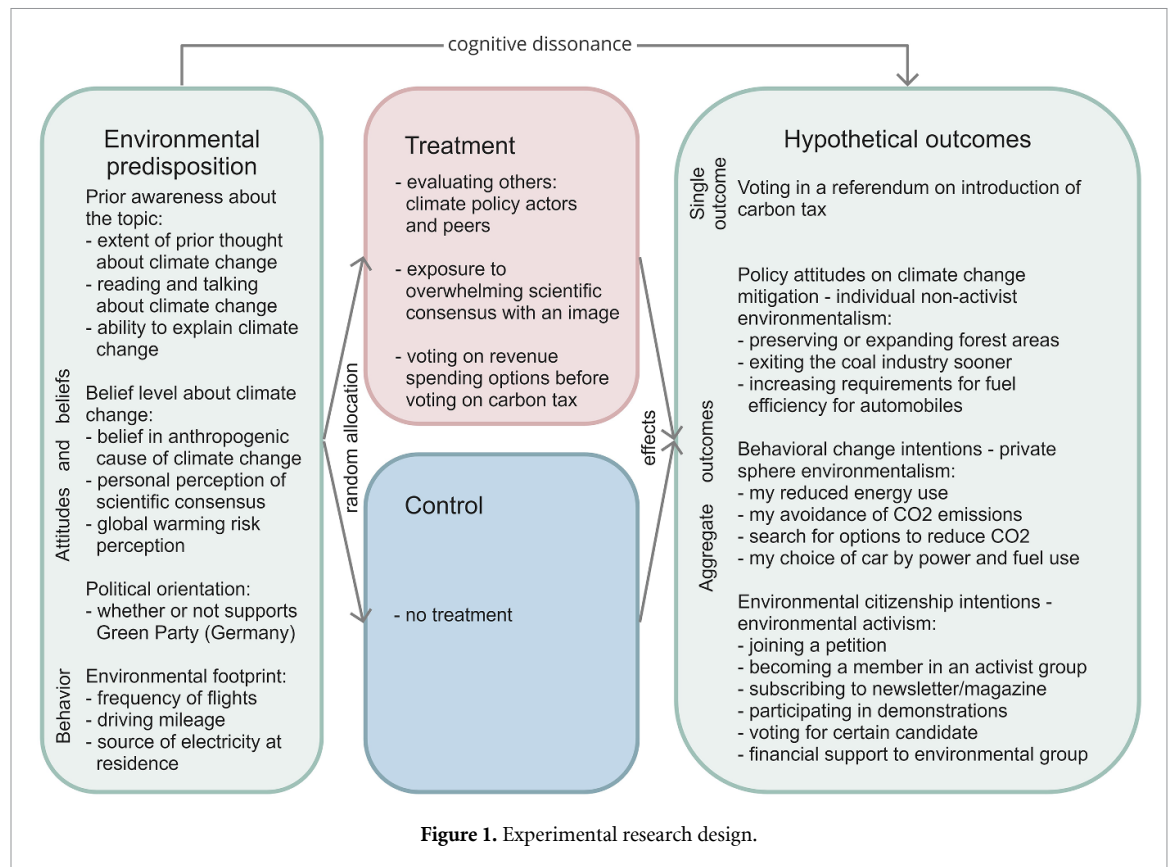 cognitive dissonance
Environmental
predisposition
Prior awareness about
the topic:
- extent of prior thought
about climate change
- reading and talking
about climate change
- ability to explain climate
change
Attitudes and beliefs
Belief level about climate
change:
- belief in anthropogenic
cause of climate change
- personal perception of
scientific consensus
- global warming risk
perception
Political orientation:
- whether or not supports
Green Party (Germany)
Behavior
Environmental footprint:
- frequency of flights
- driving mileage
- source of electricity at
residence
random allocation
Treatment
- evaluating others:
climate policy actors
and peers
- exposure to
overwhelming scientific
consensus with an image
- voting on revenue
spending options before
voting on carbon tax
Control
- no treatment
effects
Hypothetical outcomes
Single
outcome
Voting in a referendum on introduction of
carbon tax
Aggregate outcomes
Policy attitudes on climate change
mitigation - individual non-activist
environmentalism:
- preserving or expanding forest areas
- exiting the coal industry sooner
- increasing requirements for fuel
efficiency for automobiles
Behavioral change intentions - private
sphere environmentalism:
- my reduced energy use
- my avoidance of CO2 emissions
- search for options to reduce CO2
- my choice of car by power and fuel use
Environmental citizenship intentions -
environmental activism:
- joining a petition
- becoming a member in an activist group
- subscribing to newsletter/magazine
- participating in demonstrations
- voting for certain candidate
- financial support to environmental group
Figure 1. Experimental research design.